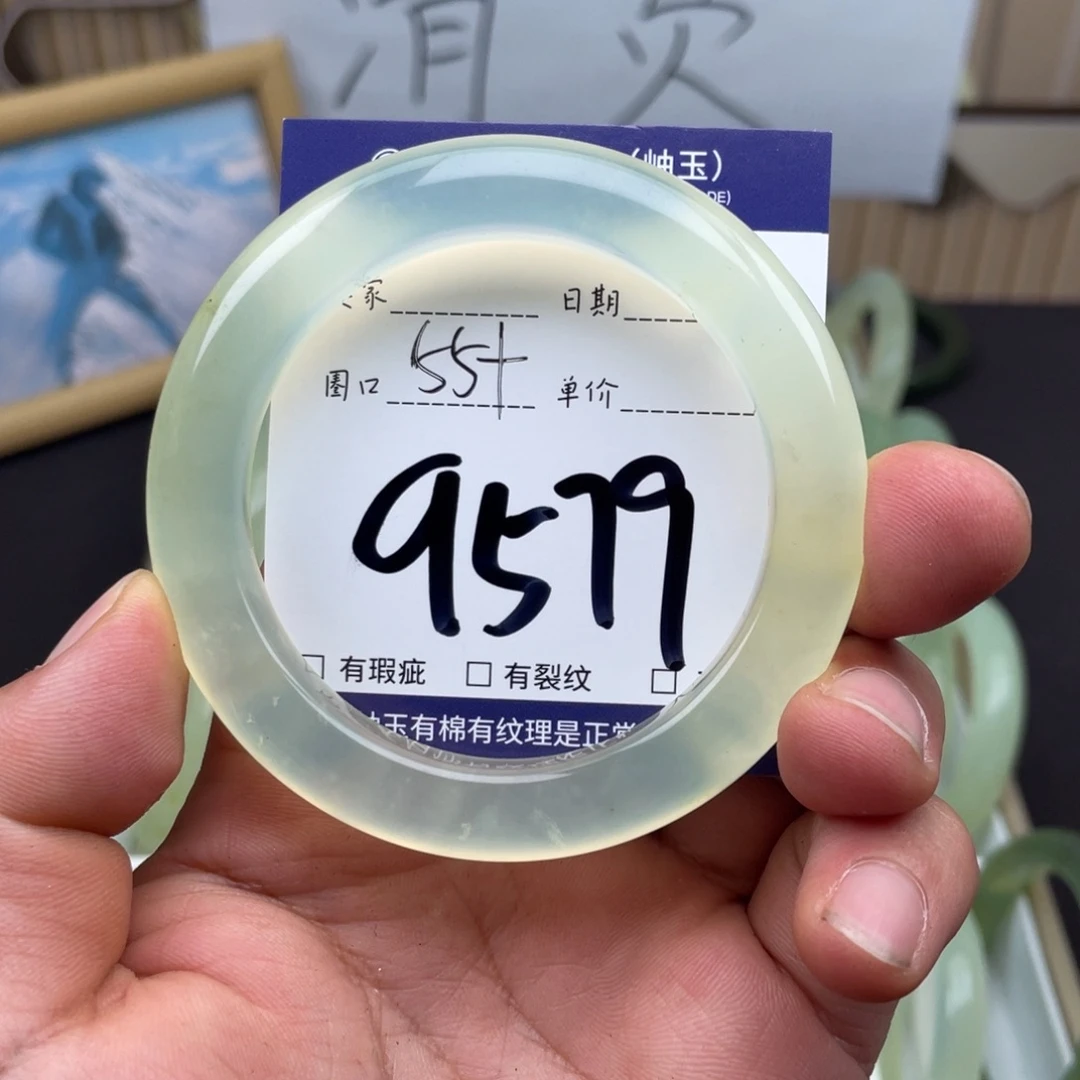 (岫玉)
DE)
家 日期
圈口 55+ 单价
9579
□ 有瑕疵 □ 有裂纹 □
岫玉有棉有纹理是正常